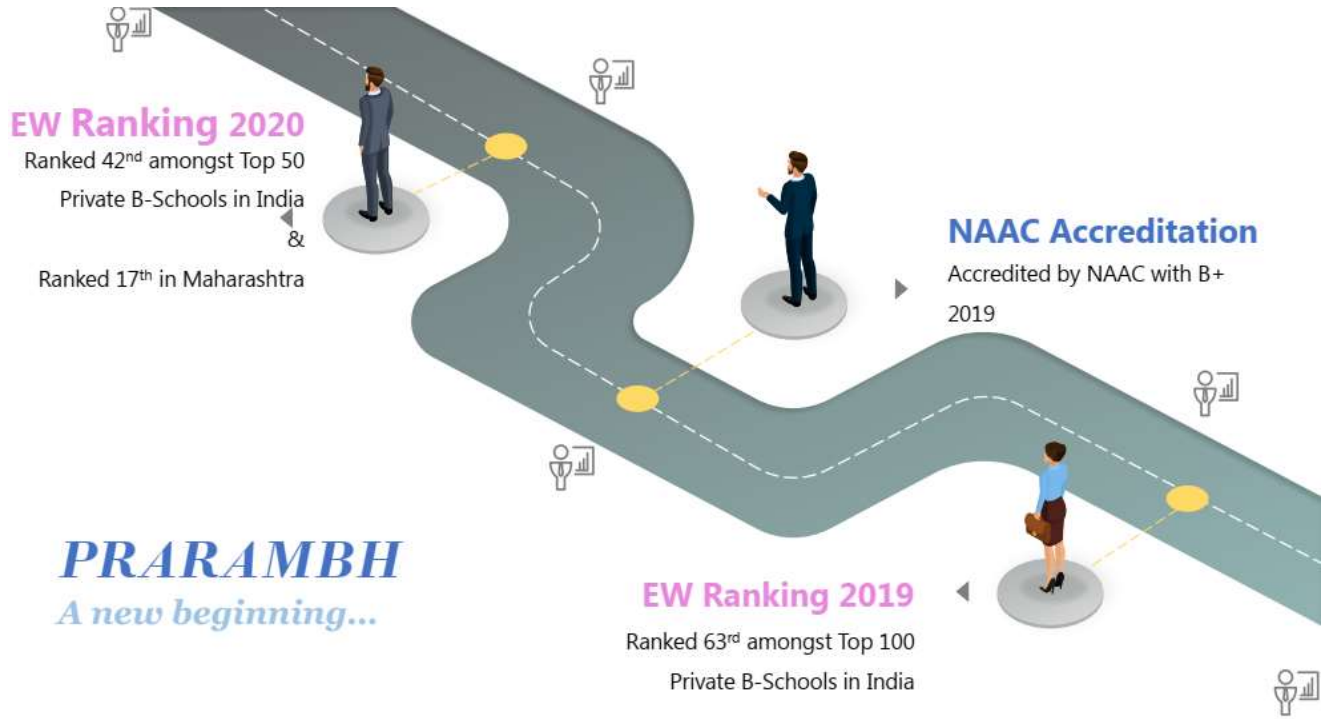 EW Ranking 2020
Ranked 42nd amongst Top 50
Private B-Schools in India
&
Ranked 17th in Maharashtra
NAAC Accreditation
Accredited by NAAC with B+
2019
PRARAMBH
A new beginning...
EW Ranking 2019
Ranked 63rd amongst Top 100
Private B-Schools in India